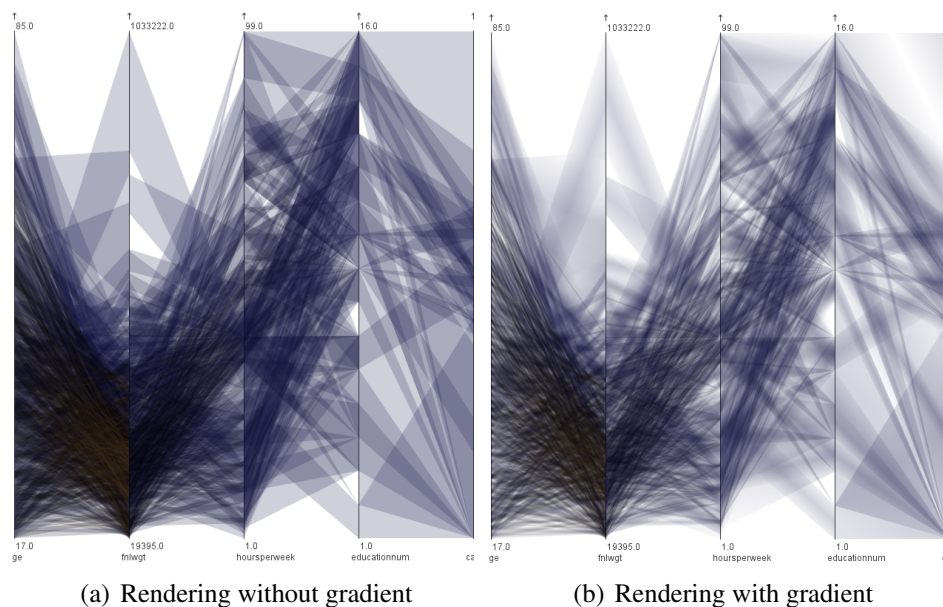 85.0 1033222.0 99.0 16.0 1
17.0 19395.0 1.0 1.0
ge fnlwgt hoursperweek educationnum ca
(a) Rendering without gradient
85.0 1033222.0 99.0 16.0
17.0 19395.0 1.0 1.0
ge fnlwgt hoursperweek educationnum
(b) Rendering with gradient